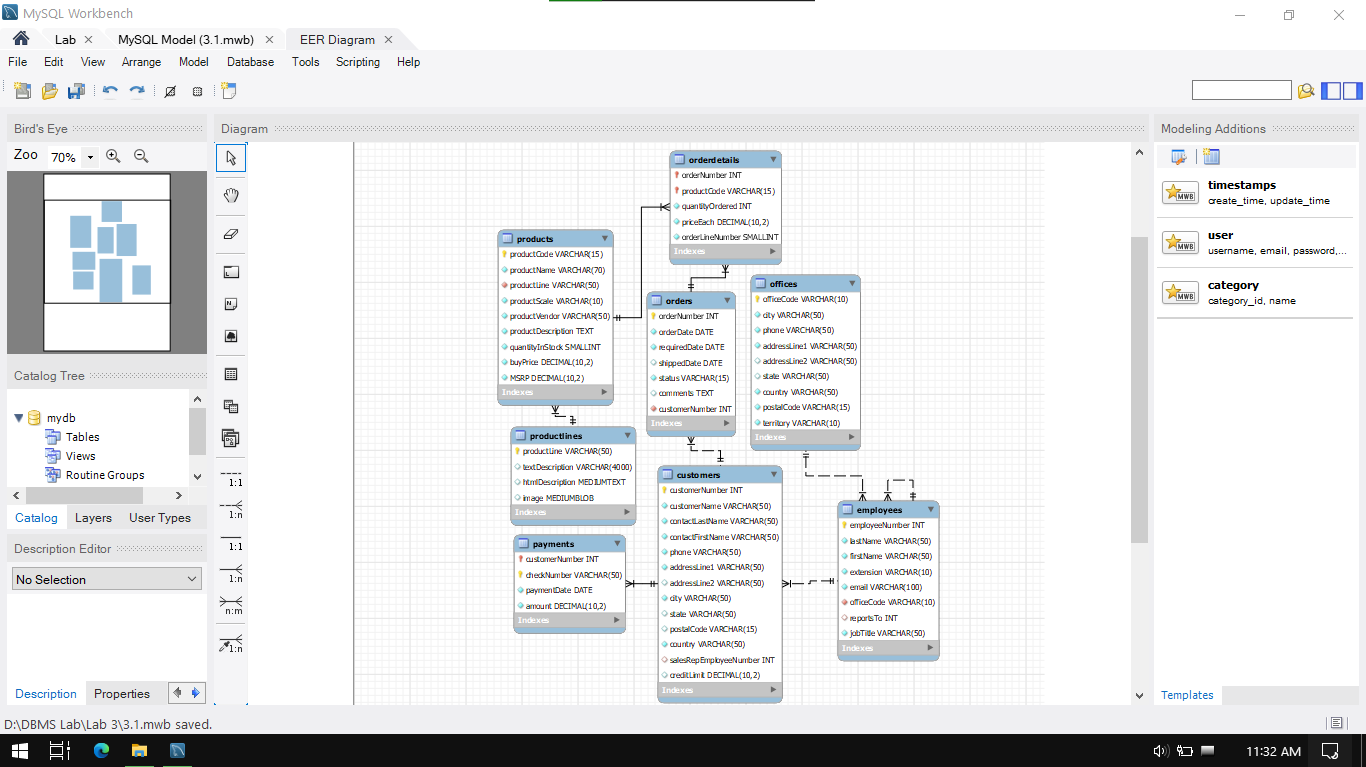 MySQL Workbench
Lab
MySQL Model (3.1.mwb)
EER Diagram
File Edit View Arrange Model Database Tools Scripting Help
Bird's Eye
Zoo 70%
Catalog Tree
mydb
Tables
Views
Routine Groups
Catalog Layers User Types
Description Editor
No Selection
Description Properties
Diagram
1:1
1:n
1:1
1:n
n:m
1:n
orderdetails
orderNumber INT
productCode VARCHAR(15)
quantityOrdered INT
priceEach DECIMAL(10,2)
orderLineNumber SMALLINT
Indexes
products
productCode VARCHAR(15)
productName VARCHAR(70)
productLine VARCHAR(50)
productScale VARCHAR(10)
productVendor VARCHAR(50)
productDescription TEXT
quantityInStock SMALLINT
buyPrice DECIMAL(10,2)
MSRP DECIMAL(10,2)
Indexes
orders
orderNumber INT
orderDate DATE
requiredDate DATE
shippedDate DATE
status VARCHAR(15)
comments TEXT
customerNumber INT
Indexes
offices
officeCode VARCHAR(10)
city VARCHAR(50)
phone VARCHAR(50)
addressLine1 VARCHAR(50)
addressLine2 VARCHAR(50)
state VARCHAR(50)
country VARCHAR(50)
postalCode VARCHAR(15)
territory VARCHAR(10)
Indexes
productlines
productLine VARCHAR(50)
textDescription VARCHAR(4000)
htmlDescription MEDIUMTEXT
image MEDIUMBLOB
Indexes
customers
customerNumber INT
customerName VARCHAR(50)
contactLastName VARCHAR(50)
contactFirstName VARCHAR(50)
phone VARCHAR(50)
addressLine1 VARCHAR(50)
addressLine2 VARCHAR(50)
city VARCHAR(50)
state VARCHAR(50)
postalCode VARCHAR(15)
country VARCHAR(50)
salesRepEmployeeNumber INT
creditLimit DECIMAL(10,2)
Indexes
payments
customerNumber INT
checkNumber VARCHAR(50)
paymentDate DATE
amount DECIMAL(10,2)
Indexes
employees
employeeNumber INT
lastName VARCHAR(50)
firstName VARCHAR(50)
extension VARCHAR(10)
email VARCHAR(100)
officeCode VARCHAR(10)
reportsTo INT
jobTitle VARCHAR(50)
Indexes
Modeling Additions
MWB
timestamps
create_time, update_time
MWB
user
username, email, password,...
MWB
category
category_id, name
Templates
D:\DBMS Lab\Lab 3\3.1.mwb saved.
11:32 AM